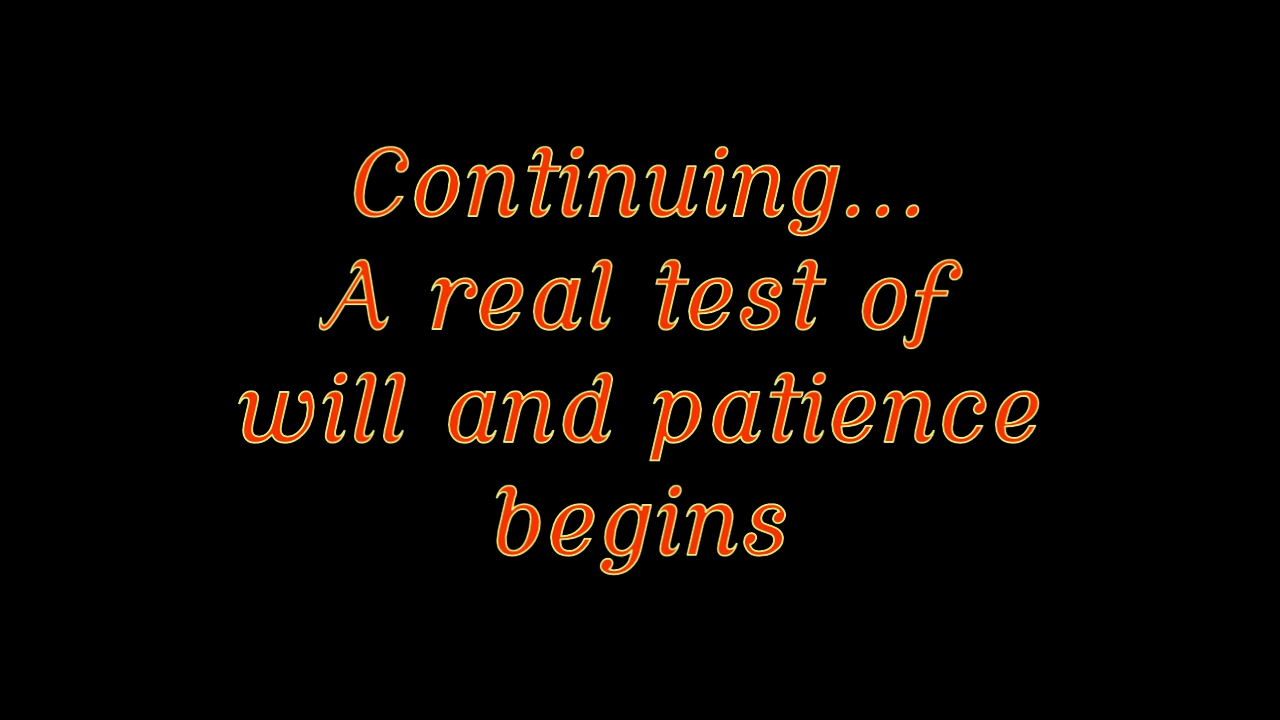 Continuing...
A real test of
will and patience
begins